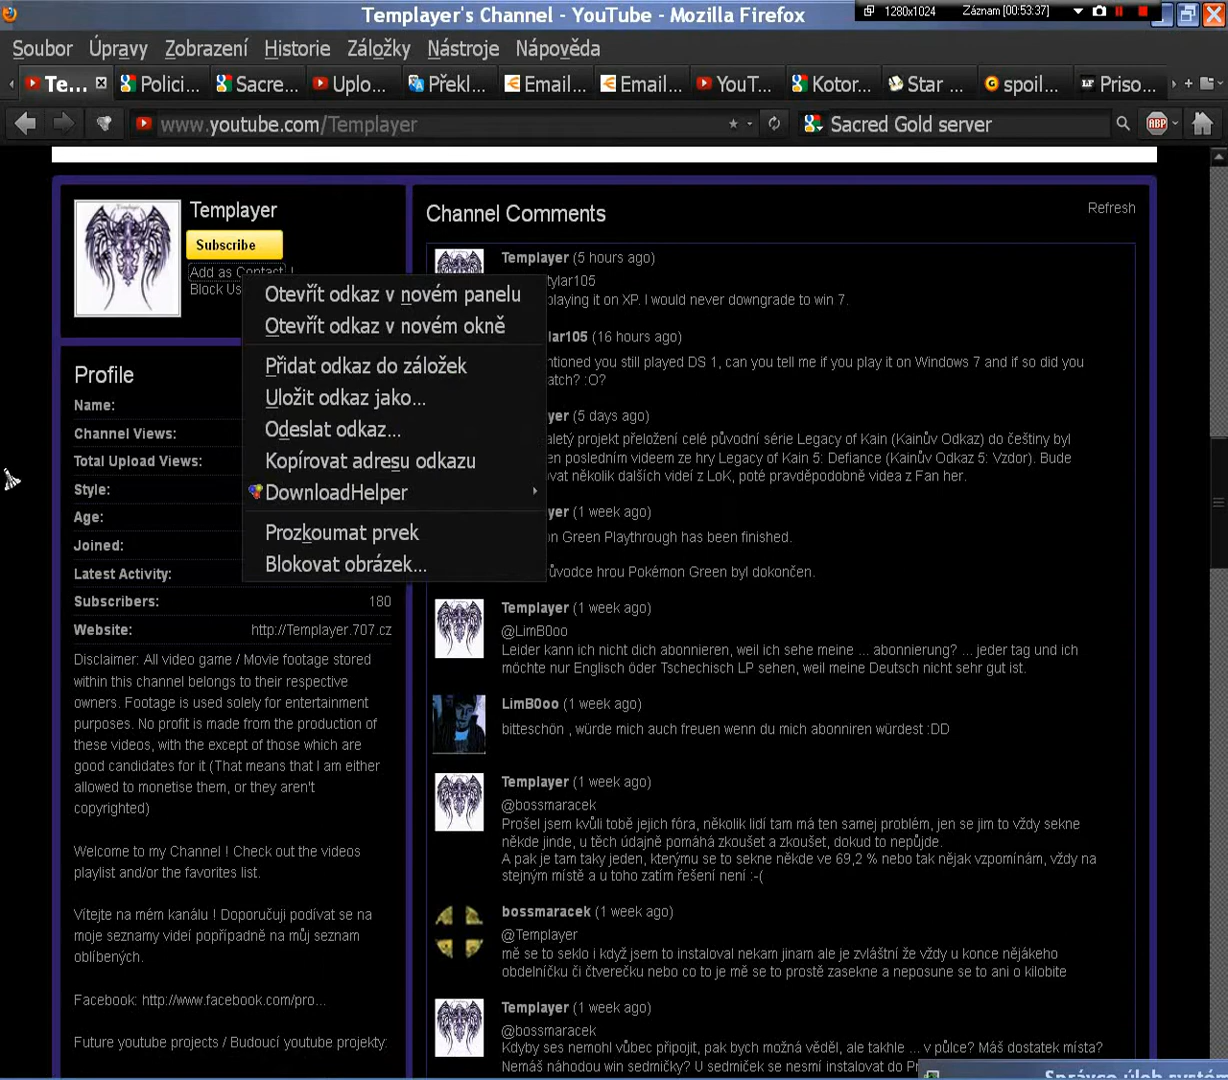 Templayer's Channel - YouTube - Mozilla Firefox
1280x1024 Záznam [00:53:37]
Soubor Úpravy Zobrazení Historie Záložky Nástroje Nápověda
Te... Polici... Sacre... Uplo... Překl... Email... Email... YouT... Kotor... Star ... spoil... Priso...
www.youtube.com/Templayer
Sacred Gold server
ABP
Templayer
Subscribe
Add as Contact
Block Us
Otevřít odkaz v novém panelu
Otevřít odkaz v novém okně
Přidat odkaz do záložek
Uložit odkaz jako...
Odeslat odkaz...
Kopírovat adresu odkazu
DownloadHelper
Prozkoumat prvek
Blokovat obrázek...
Profile
Name:
Channel Views:
Total Upload Views:
Style:
Age:
Joined:
Latest Activity:
Subscribers: 180
Website: http://Templayer.707.cz
Disclaimer: All video game / Movie footage stored
within this channel belongs to their respective
owners. Footage is used solely for entertainment
purposes. No profit is made from the production of
these videos, with the except of those which are
good candidates for it (That means that I am either
allowed to monetise them, or they aren't
copyrighted)
Welcome to my Channel ! Check out the videos
playlist and/or the favorites list.
Vítejte na mém kanálu ! Doporučuji podívat se na
moje seznamy videí popřípadně na můj seznam
oblíbených.
Facebook: http://www.facebook.com/pro...
Future youtube projects / Budoucí youtube projekty:
Channel Comments
Refresh
Templayer (5 hours ago)
tylar105
playing it on XP. I would never downgrade to win 7.
lar105 (16 hours ago)
ntioned you still played DS 1, can you tell me if you play it on Windows 7 and if so did you
atch? :O?
yer (5 days ago)
aletý projekt přeložení celé původní série Legacy of Kain (Kainův Odkaz) do češtiny byl
en posledním videem ze hry Legacy of Kain 5: Defiance (Kainův Odkaz 5: Vzdor). Bude
ovat několik dalších videí z LoK, poté pravděpodobně videa z Fan her.
yer (1 week ago)
on Green Playthrough has been finished.
ůvodce hrou Pokémon Green byl dokončen.
Templayer (1 week ago)
@LimB0oo
Leider kann ich nicht dich abonnieren, weil ich sehe meine ... abonnierung? ... jeder tag und ich
möchte nur Englisch öder Tschechisch LP sehen, weil meine Deutsch nicht sehr gut ist.
LimB0oo (1 week ago)
bitteschön , würde mich auch freuen wenn du mich abonniren würdest :DD
Templayer (1 week ago)
@bossmaracek
Prošel jsem kvůli tobě jejich fóra, několik lidí tam má ten samej problém, jen se jim to vždy sekne
někde jinde, u těch údajně pomáhá zkoušet a zkoušet, dokud to nepůjde.
A pak je tam taky jeden, kterýmu se to sekne někde ve 69,2 % nebo tak nějak vzpomínám, vždy na
stejným místě a u toho zatím řešení není :-(
bossmaracek (1 week ago)
@Templayer
mě se to seklo i když jsem to instaloval nekam jinam ale je zvláštní že vždy u konce nějákeho
obdelníčku či čtverečku nebo co to je mě se to prostě zasekne a neposune se to ani o kilobite
Templayer (1 week ago)
@bossmaracek
Kdyby ses nemohl vůbec připojit, pak bych možná věděl, ale takhle ... v půlce? Máš dostatek místa?
Nemáš náhodou win sedmičky? U sedmiček se nesmí instalovat do Pr
Správce úloh systém